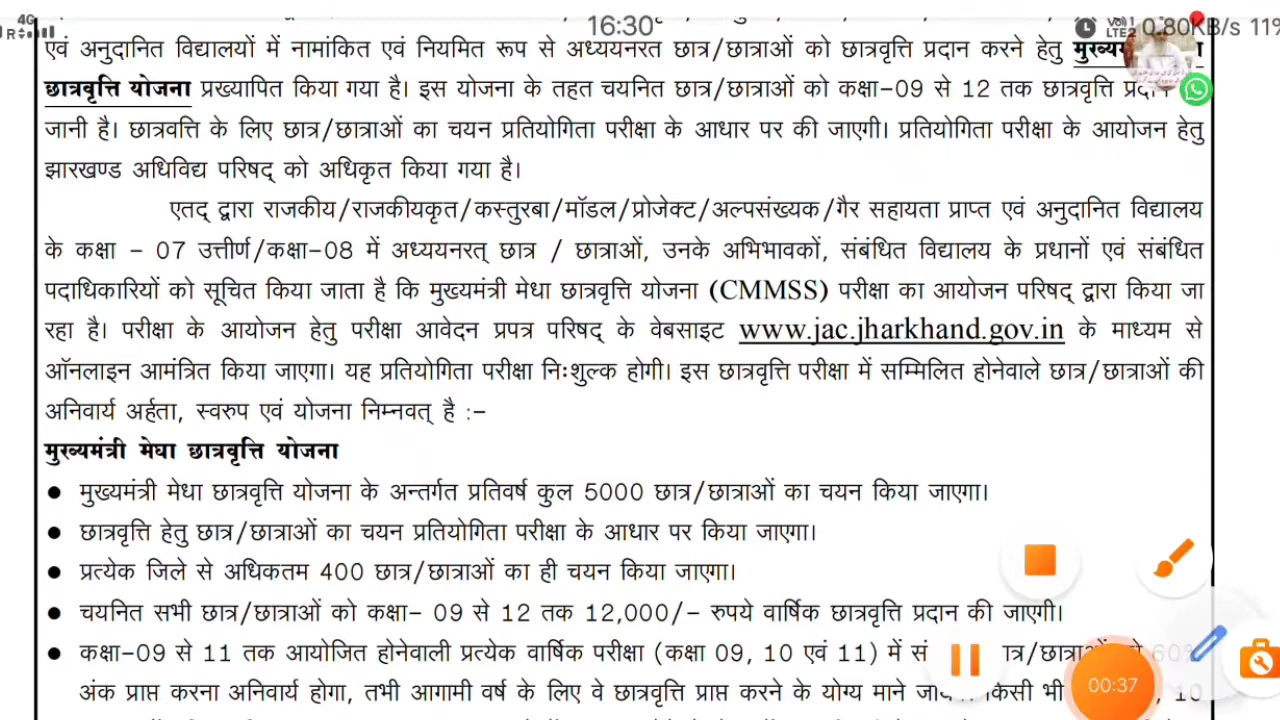 4G
R
16:30
VoI) 1
LTE2
0.80KB/s 11%
एवं अनुदानित विद्यालयों में नामांकित एवं नियमित रूप से अध्ययनरत छात्र/छात्राओं को छात्रवृत्ति प्रदान करने हेतु
छात्रवृत्ति योजना प्रख्यापित किया गया है। इस योजना के तहत चयनित छात्र/छात्राओं को कक्षा-09 से 12 तक छात्रवृत्ति
जानी है। छात्रवत्ति के लिए छात्र/छात्राओं का चयन प्रतियोगिता परीक्षा के आधार पर की जाएगी। प्रतियोगिता परीक्षा के आयोजन हेतु
झारखण्ड अधिविद्य परिषद् को अधिकृत किया गया है।
एतद् द्वारा राजकीय/राजकीयकृत/कस्तुरबा/मॉडल/प्रोजेक्ट/अल्पसंख्यक/गैर सहायता प्राप्त एवं अनुदानित विद्यालय
के कक्षा - 07 उत्तीर्ण/कक्षा-08 में अध्ययनरत् छात्र / छात्राओं, उनके अभिभावकों, संबंधित विद्यालय के प्रधानों एवं संबंधित
पदाधिकारियों को सूचित किया जाता है कि मुख्यमंत्री मेधा छात्रवृत्ति योजना (CMMSS) परीक्षा का आयोजन परिषद् द्वारा किया जा
रहा है। परीक्षा के आयोजन हेतु परीक्षा आवेदन प्रपत्र परिषद् के वेबसाइट www.jac.jharkhand.gov.in के माध्यम से
ऑनलाइन आमंत्रित किया जाएगा। यह प्रतियोगिता परीक्षा निःशुल्क होगी। इस छात्रवृत्ति परीक्षा में सम्मिलित होनेवाले छात्र/छात्राओं की
अनिवार्य अर्हता, स्वरुप एवं योजना निम्नवत् है :-
मुख्यमंत्री मेघा छात्रवृत्ति योजना
● मुख्यमंत्री मेधा छात्रवृत्ति योजना के अन्तर्गत प्रतिवर्ष कुल 5000 छात्र/छात्राओं का चयन किया जाएगा।
● छात्रवृत्ति हेतु छात्र/छात्राओं का चयन प्रतियोगिता परीक्षा के आधार पर किया जाएगा।
● प्रत्येक जिले से अधिकतम 400 छात्र/छात्राओं का ही चयन किया जाएगा।
● चयनित सभी छात्र/छात्राओं को कक्षा- 09 से 12 तक 12,000/- रुपये वार्षिक छात्रवृत्ति प्रदान की जाएगी।
● कक्षा-09 से 11 तक आयोजित होनेवाली प्रत्येक वार्षिक परीक्षा (कक्षा 09, 10 एवं 11) में 60%
अंक प्राप्त करना अनिवार्य होगा, तभी आगामी वर्ष के लिए वे छात्रवृत्ति प्राप्त करने के योग्य माने किसी भी 10
00:37